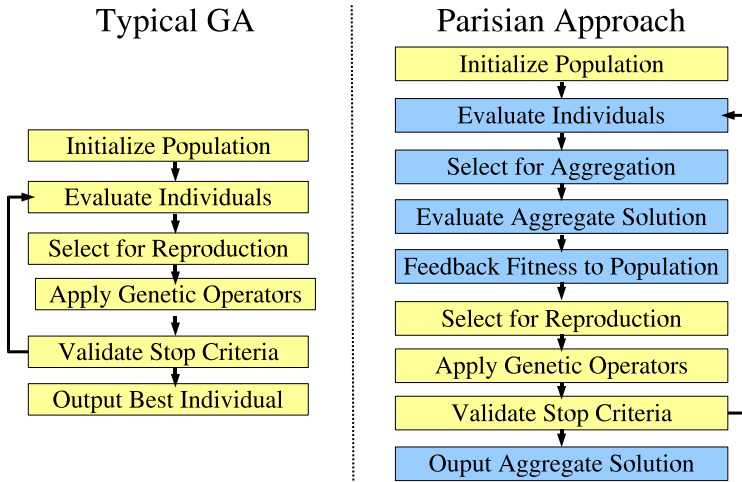 Typical GA
Initialize Population
Evaluate Individuals
Select for Reproduction
Apply Genetic Operators
Validate Stop Criteria
Output Best Individual
Parisian Approach
Initialize Population
Evaluate Individuals
Select for Aggregation
Evaluate Aggregate Solution
Feedback Fitness to Population
Select for Reproduction
Apply Genetic Operators
Validate Stop Criteria
Ouput Aggregate Solution